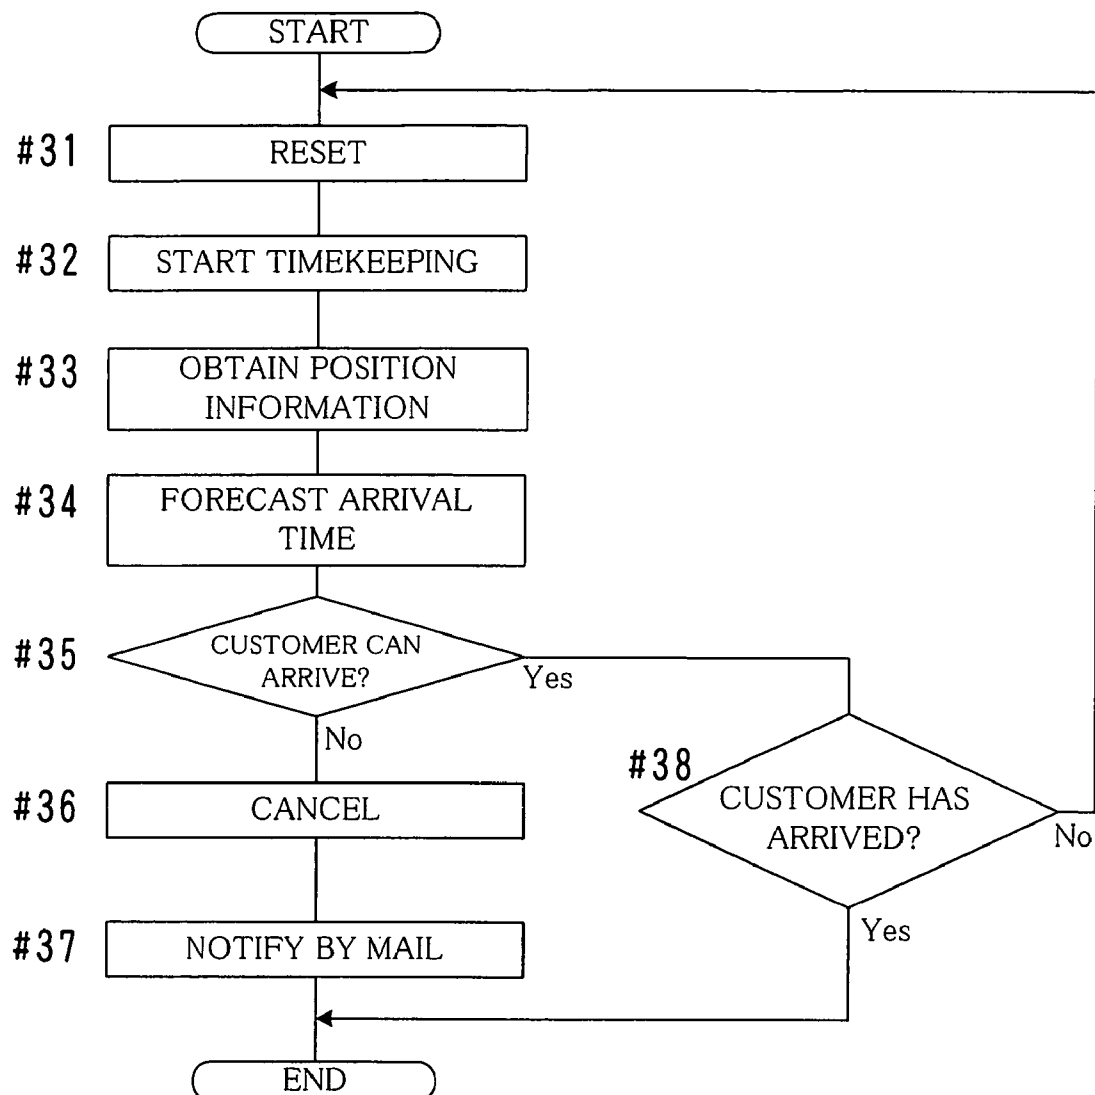 START
#31
RESET
#32
START TIMEKEEPING
#33
OBTAIN POSITION
INFORMATION
#34
FORECAST ARRIVAL
TIME
#35
CUSTOMER CAN
ARRIVE?
Yes
No
#38
CUSTOMER HAS
ARRIVED?
No
Yes
#36
CANCEL
#37
NOTIFY BY MAIL
END